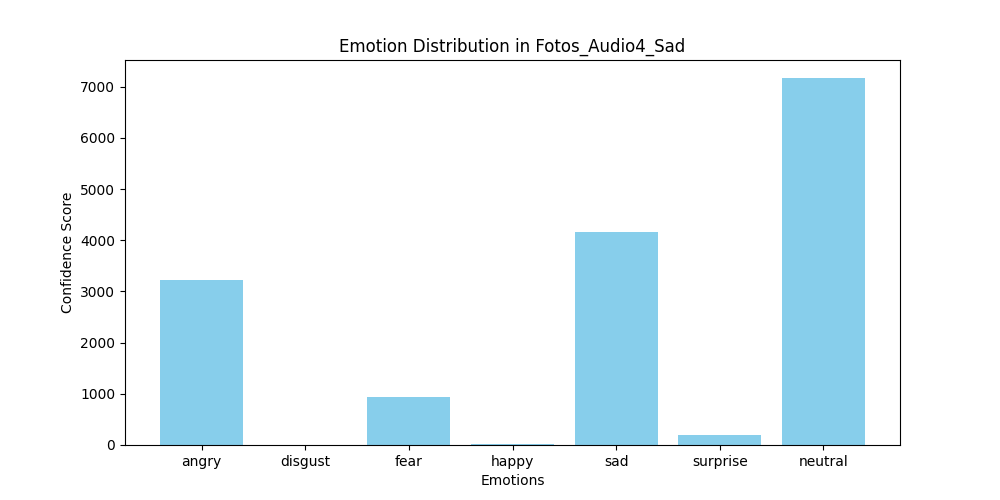 Emotion Distribution in Fotos_Audio4_Sad
Confidence Score
7000
6000
5000
4000
3000
2000
1000
0
angry disgust fear happy sad surprise neutral
Emotions